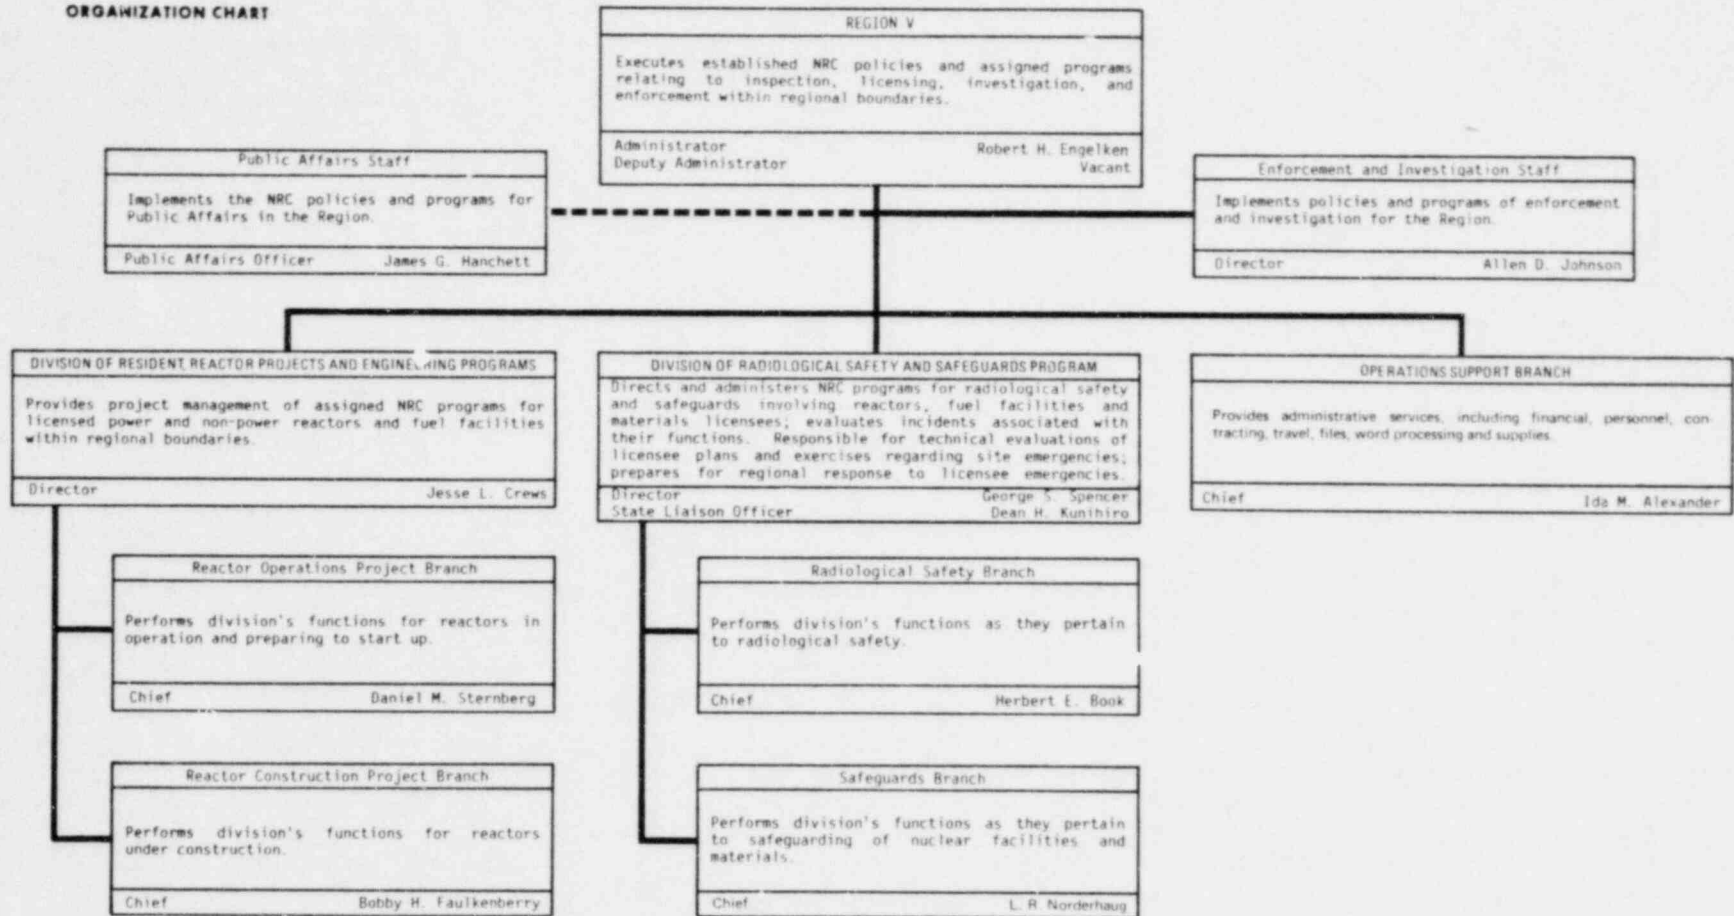 ORGANIZATION CHART
REGION V
Executes established NRC policies and assigned programs
relating to inspection, licensing, investigation, and
enforcement within regional boundaries.
Administrator Robert H. Engelken
Deputy Administrator Vacant
Public Affairs Staff
Implements the NRC policies and programs for
Public Affairs in the Region.
Public Affairs Officer James G. Hanchett
Enforcement and Investigation Staff
Implements policies and programs of enforcement
and investigation for the Region.
Director Allen D. Johnson
DIVISION OF RESIDENT, REACTOR PROJECTS AND ENGINEERING PROGRAMS
Provides project management of assigned NRC programs for
licensed power and non-power reactors and fuel facilities
within regional boundaries.
Director Jesse L. Crews
DIVISION OF RADIOLOGICAL SAFETY AND SAFEGUARDS PROGRAM
Directs and administers NRC programs for radiological safety
and safeguards involving reactors, fuel facilities and
materials licensees; evaluates incidents associated with
their functions. Responsible for technical evaluations of
licensee plans and exercises regarding site emergencies;
prepares for regional response to licensee emergencies.
Director George S. Spencer
State Liaison Officer Dean H. Kunihiro
OPERATIONS SUPPORT BRANCH
Provides administrative services, including financial, personnel, con-
tracting, travel, files, word processing and supplies.
Chief Ida M. Alexander
Reactor Operations Project Branch
Performs division's functions for reactors in
operation and preparing to start up.
Chief Daniel M. Sternberg
Radiological Safety Branch
Performs division's functions as they pertain
to radiological safety.
Chief Herbert E. Book
Reactor Construction Project Branch
Performs division's functions for reactors
under construction.
Chief Bobby H. Faulkenberry
Safeguards Branch
Performs division's functions as they pertain
to safeguarding of nuclear facilities and
materials.
Chief L. R. Norderhaug